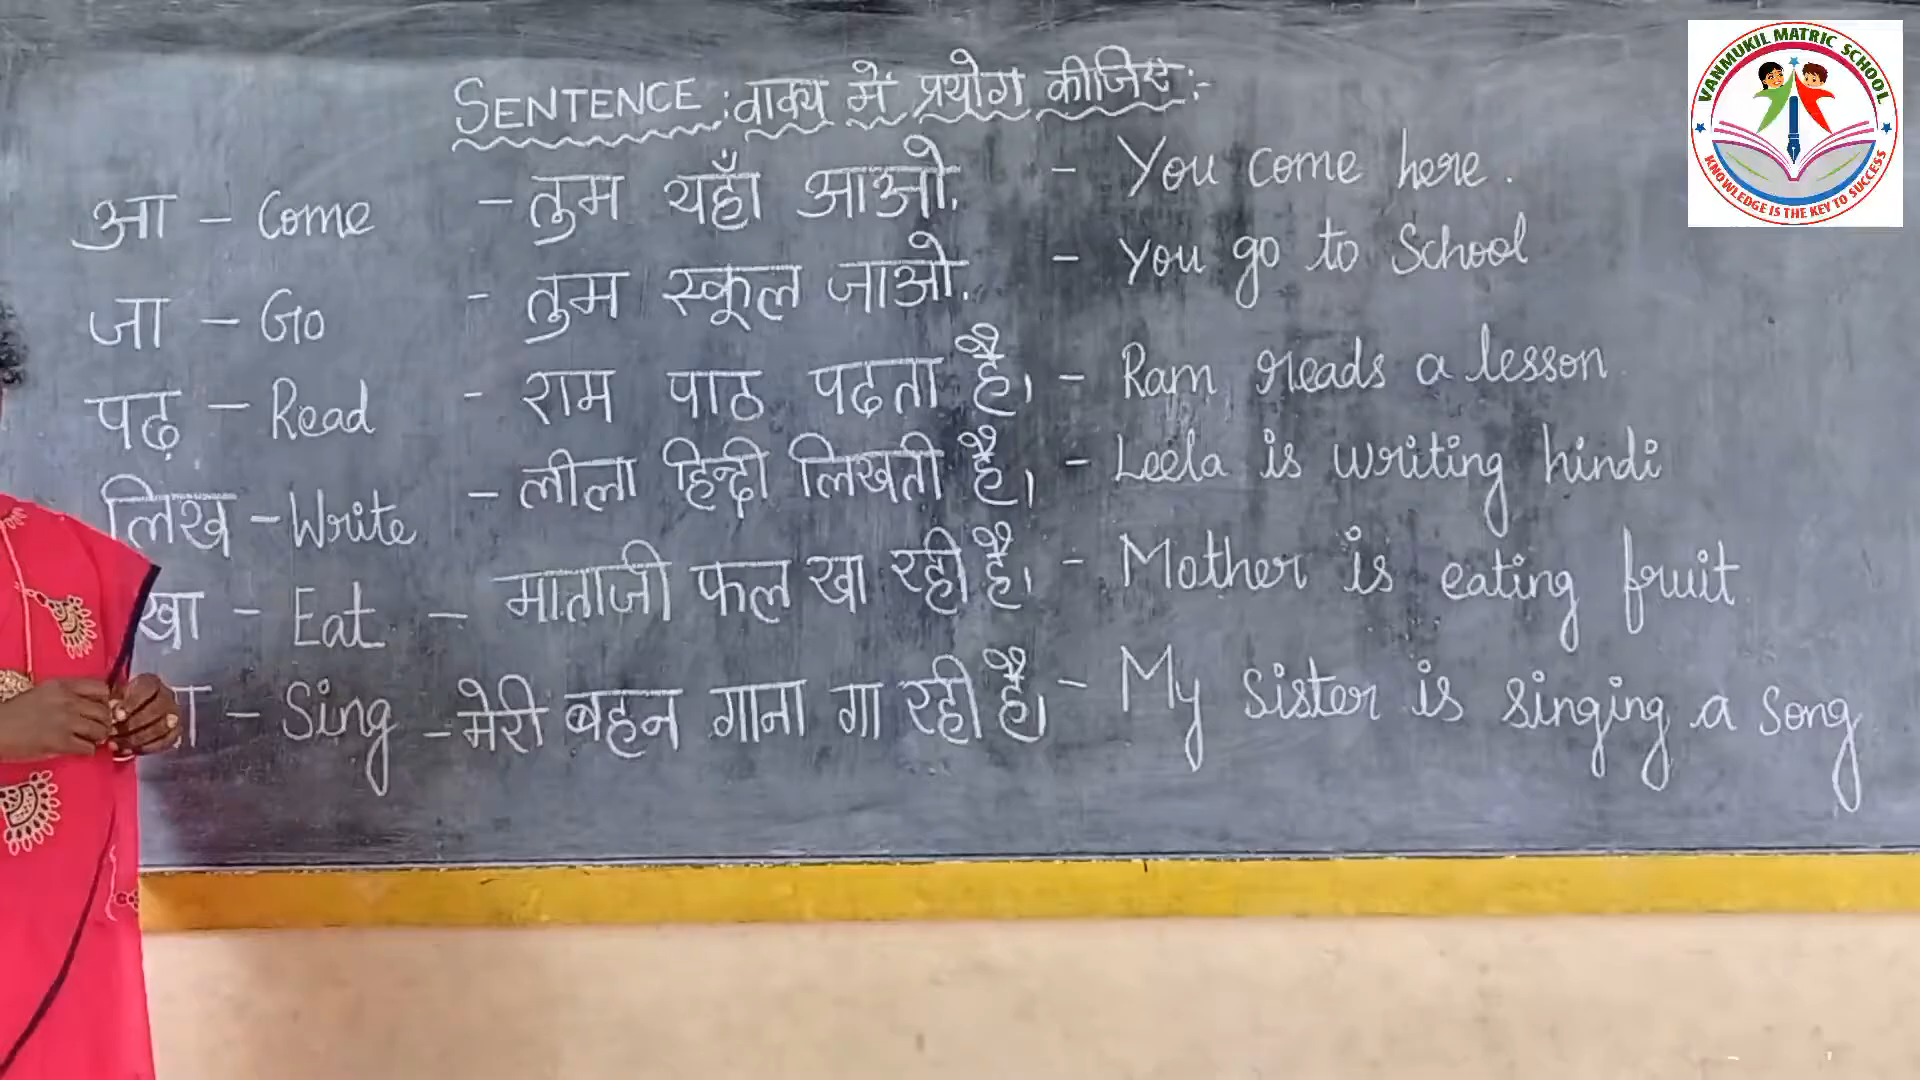 SENTENCE : वाक्य में प्रयोग कीजिए :-
आ - Come - तुम यहाँ आओ. - You come here.
जा - Go - तुम स्कूल जाओ. - You go to School
पढ़ - Read - राम पाठ पढता है। - Ram reads a lesson.
लिख - Write - लीला हिन्दी लिखती है। - Leela is writing hindi
खा - Eat - माताजी फल खा रही है। - Mother is eating fruit
- Sing - मेरी बहन गाना गा रही है। - My sister is singing a song
VANMUKIL MATRIC SCHOOL
KNOWLEDGE IS THE KEY TO SUCCESS